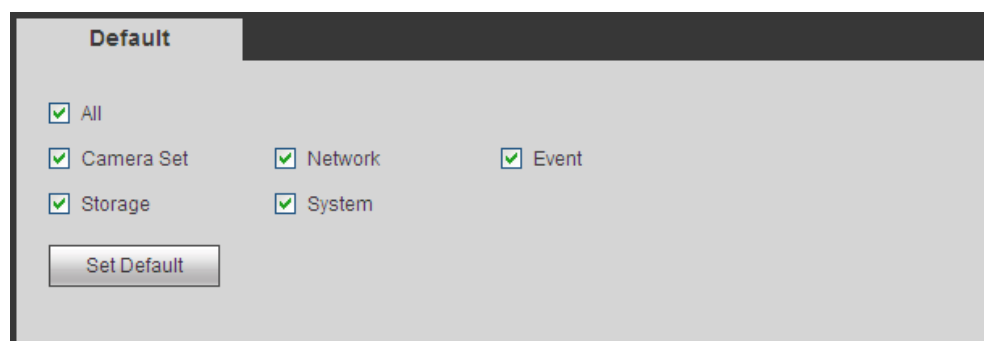 Default
All
Camera Set Network Event
Storage System
Set Default